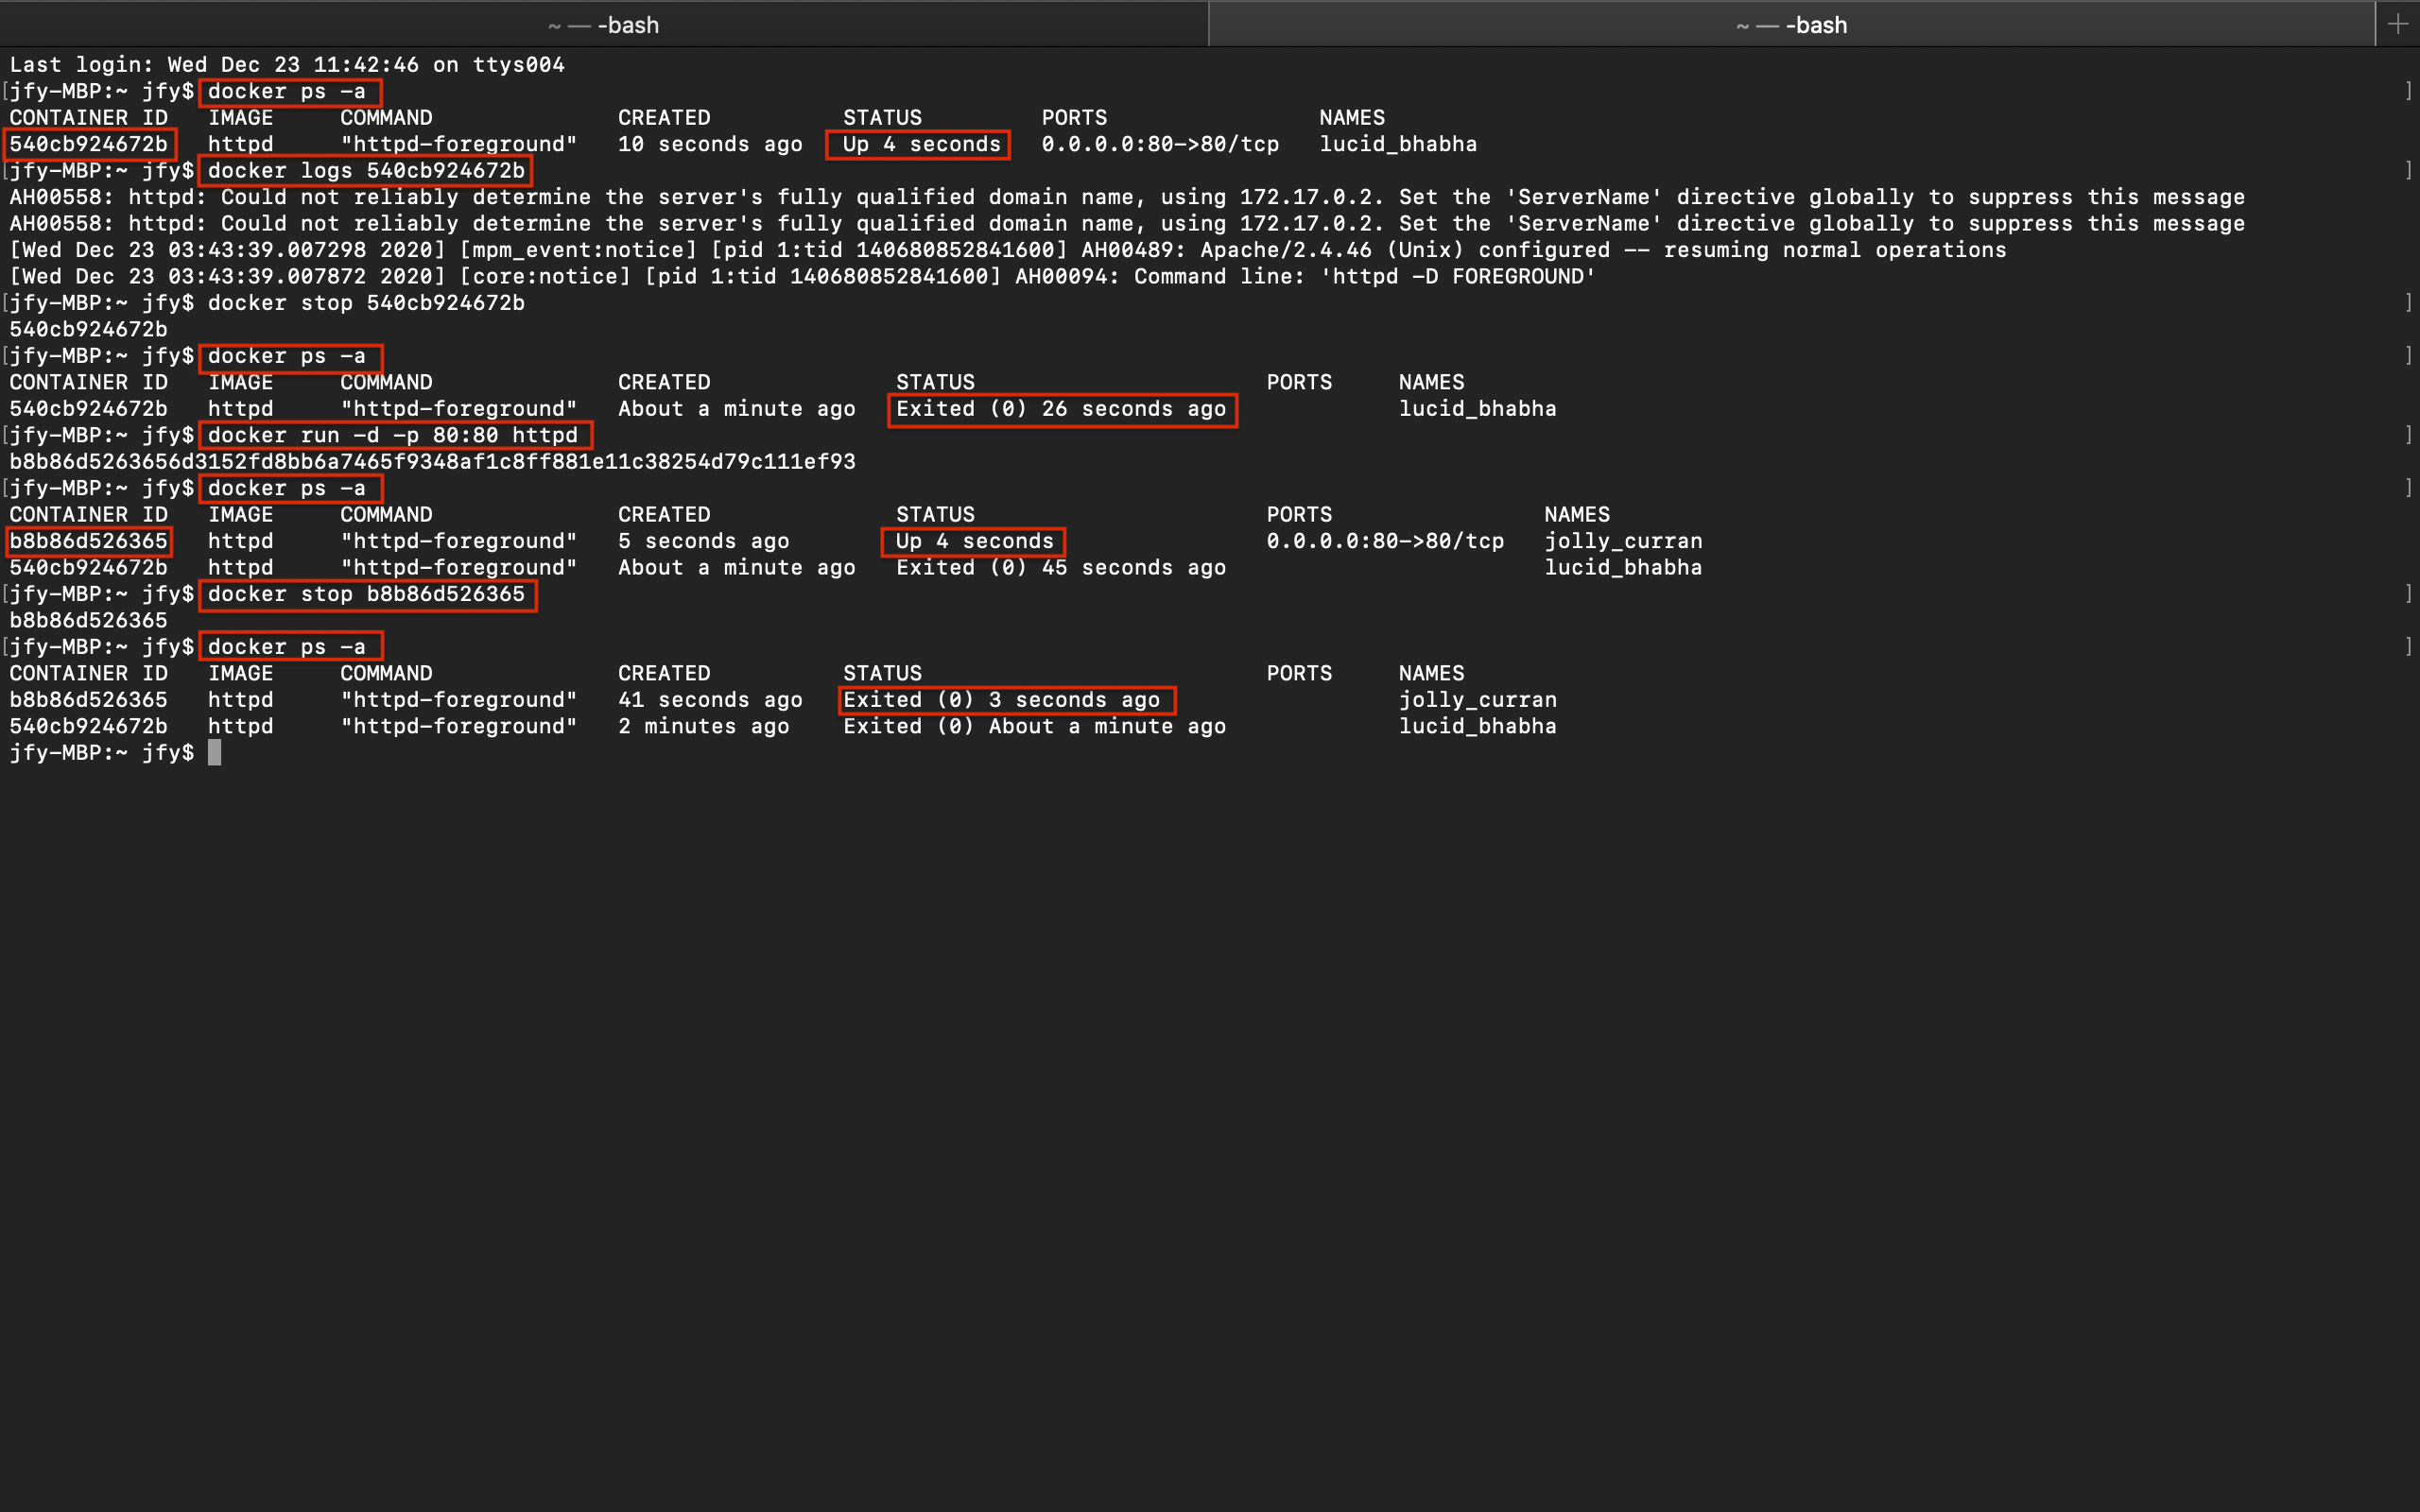 ~ — -bash
~ — -bash
Last login: Wed Dec 23 11:42:46 on ttys004
[jfy-MBP:~ jfy$ docker ps -a ]
CONTAINER ID   IMAGE     COMMAND              CREATED          STATUS         PORTS                NAMES
540cb924672b   httpd     "httpd-foreground"   10 seconds ago   Up 4 seconds   0.0.0.0:80->80/tcp   lucid_bhabha
[jfy-MBP:~ jfy$ docker logs 540cb924672b ]
AH00558: httpd: Could not reliably determine the server's fully qualified domain name, using 172.17.0.2. Set the 'ServerName' directive globally to suppress this message
AH00558: httpd: Could not reliably determine the server's fully qualified domain name, using 172.17.0.2. Set the 'ServerName' directive globally to suppress this message
[Wed Dec 23 03:43:39.007298 2020] [mpm_event:notice] [pid 1:tid 140680852841600] AH00489: Apache/2.4.46 (Unix) configured -- resuming normal operations
[Wed Dec 23 03:43:39.007872 2020] [core:notice] [pid 1:tid 140680852841600] AH00094: Command line: 'httpd -D FOREGROUND'
[jfy-MBP:~ jfy$ docker stop 540cb924672b ]
540cb924672b
[jfy-MBP:~ jfy$ docker ps -a ]
CONTAINER ID   IMAGE     COMMAND              CREATED              STATUS                      PORTS     NAMES
540cb924672b   httpd     "httpd-foreground"   About a minute ago   Exited (0) 26 seconds ago             lucid_bhabha
[jfy-MBP:~ jfy$ docker run -d -p 80:80 httpd ]
b8b86d5263656d3152fd8bb6a7465f9348af1c8ff881e11c38254d79c111ef93
[jfy-MBP:~ jfy$ docker ps -a ]
CONTAINER ID   IMAGE     COMMAND              CREATED              STATUS                      PORTS                NAMES
b8b86d526365   httpd     "httpd-foreground"   5 seconds ago        Up 4 seconds                0.0.0.0:80->80/tcp   jolly_curran
540cb924672b   httpd     "httpd-foreground"   About a minute ago   Exited (0) 45 seconds ago                        lucid_bhabha
[jfy-MBP:~ jfy$ docker stop b8b86d526365 ]
b8b86d526365
[jfy-MBP:~ jfy$ docker ps -a ]
CONTAINER ID   IMAGE     COMMAND              CREATED          STATUS                          PORTS     NAMES
b8b86d526365   httpd     "httpd-foreground"   41 seconds ago   Exited (0) 3 seconds ago                  jolly_curran
540cb924672b   httpd     "httpd-foreground"   2 minutes ago    Exited (0) About a minute ago             lucid_bhabha
jfy-MBP:~ jfy$